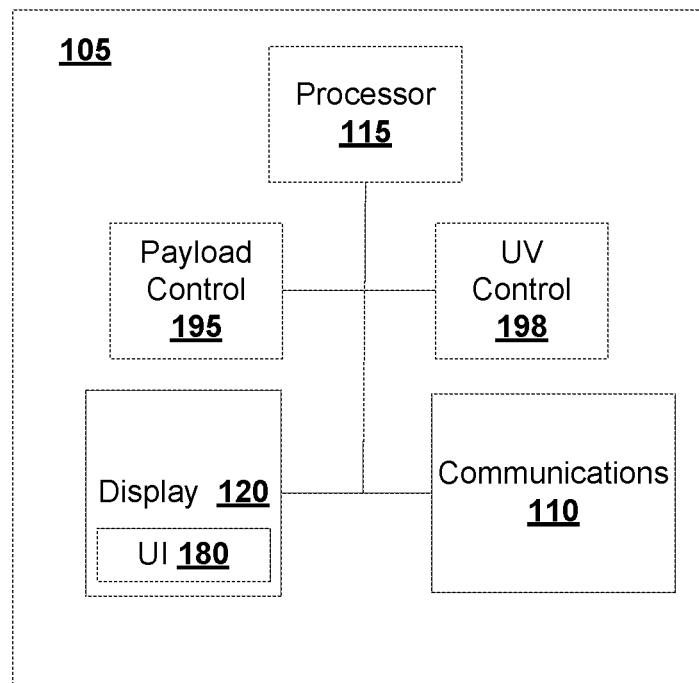 105
Processor
115
Payload
Control
195
UV
Control
198
Display 120
UI 180
Communications
110